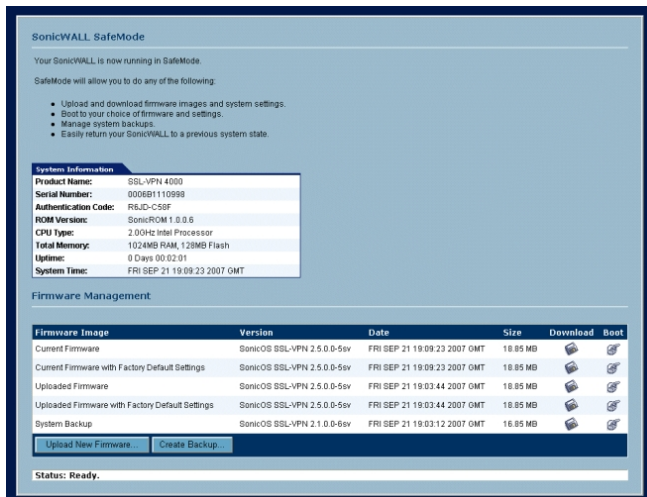 SonicWALL SafeMode
Your SonicWALL is now running in SafeMode.
SafeMode will allow you to do any of the following:
Upload and download firmware images and system settings.
Boot to your choice of firmware and settings.
Manage system backups.
Easily return your SonicWALL to a previous system state.
System Information
Product Name: SSL-VPN 4000
Serial Number: 0006B1110998
Authentication Code: R6JD-C58F
ROM Version: SonicROM 1.0.0.6
CPU Type: 2.0GHz Intel Processor
Total Memory: 1024MB RAM, 128MB Flash
Uptime: 0 Days 00:02:01
System Time: FRI SEP 21 19:09:23 2007 GMT
Firmware Management
Firmware Image Version Date Size Download Boot
Current Firmware SonicOS SSL-VPN 2.5.0.0-5sv FRI SEP 21 19:09:23 2007 GMT 18.85 MB
Current Firmware with Factory Default Settings SonicOS SSL-VPN 2.5.0.0-5sv FRI SEP 21 19:09:23 2007 GMT 18.85 MB
Uploaded Firmware SonicOS SSL-VPN 2.5.0.0-5sv FRI SEP 21 19:03:44 2007 GMT 18.85 MB
Uploaded Firmware with Factory Default Settings SonicOS SSL-VPN 2.5.0.0-5sv FRI SEP 21 19:03:44 2007 GMT 18.85 MB
System Backup SonicOS SSL-VPN 2.1.0.0-6sv FRI SEP 21 19:03:12 2007 GMT 16.85 MB
Upload New Firmware... Create Backup...
Status: Ready.